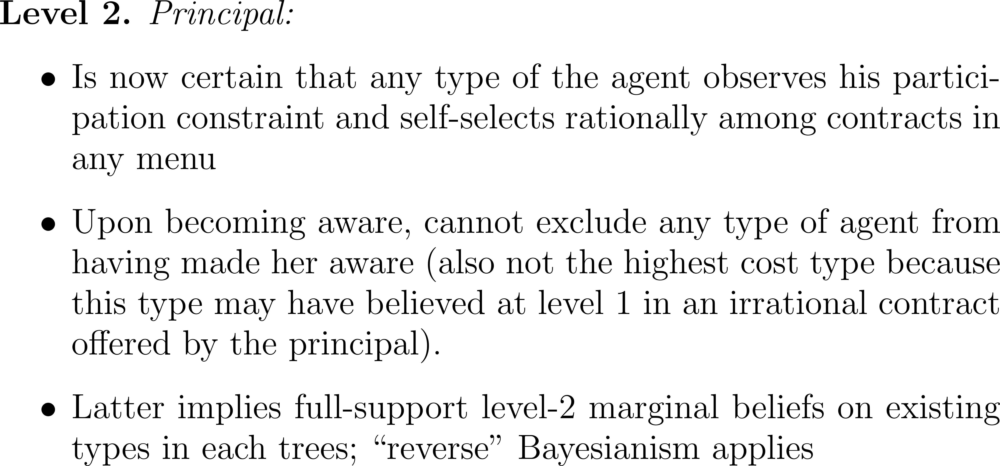 Level 2. Principal:
• Is now certain that any type of the agent observes his partici-
pation constraint and self-selects rationally among contracts in
any menu
• Upon becoming aware, cannot exclude any type of agent from
having made her aware (also not the highest cost type because
this type may have believed at level 1 in an irrational contract
offered by the principal).
• Latter implies full-support level-2 marginal beliefs on existing
types in each trees; “reverse” Bayesianism applies